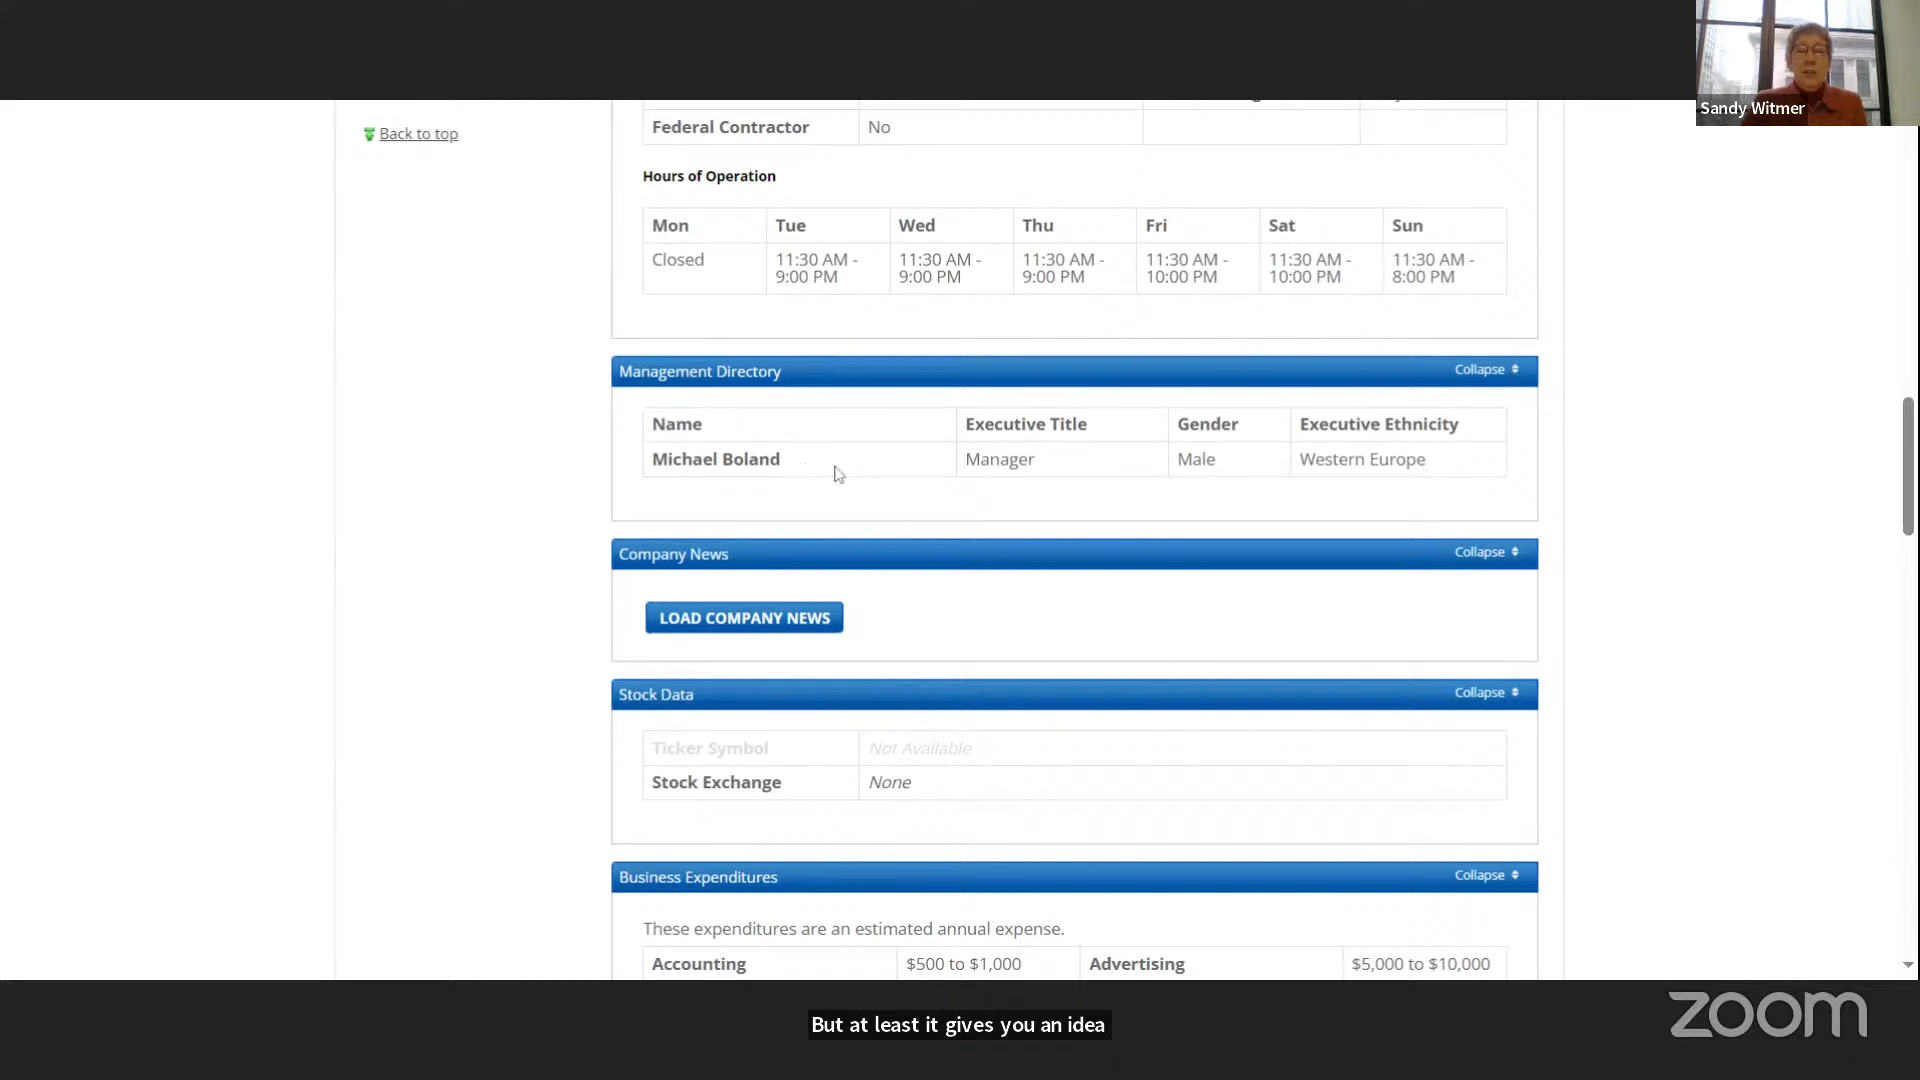 Sandy Witmer
Back to top
Federal Contractor No
Hours of Operation
Mon Tue Wed Thu Fri Sat Sun
Closed 11:30 AM - 11:30 AM - 11:30 AM - 11:30 AM - 11:30 AM - 11:30 AM -
9:00 PM 9:00 PM 9:00 PM 10:00 PM 10:00 PM 8:00 PM
Management Directory Collapse
Name Executive Title Gender Executive Ethnicity
Michael Boland Manager Male Western Europe
Company News Collapse
LOAD COMPANY NEWS
Stock Data Collapse
Ticker Symbol Not Available
Stock Exchange None
Business Expenditures Collapse
These expenditures are an estimated annual expense.
Accounting $500 to $1,000 Advertising $5,000 to $10,000
But at least it gives you an idea
zoom